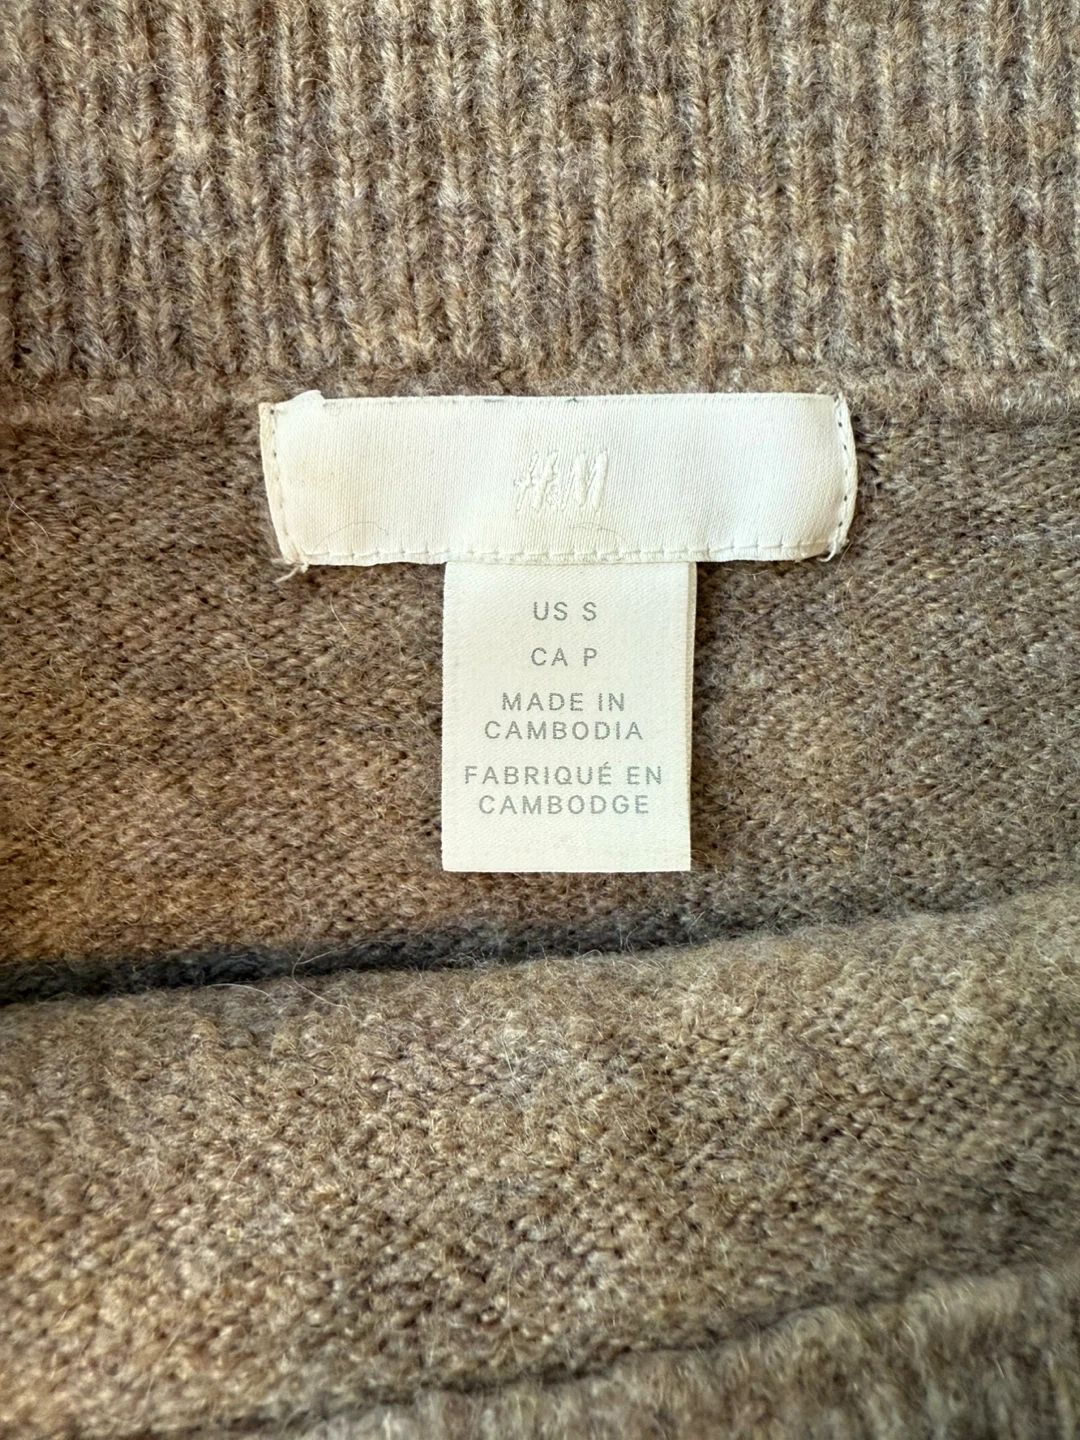 H&M
US S
CA P
MADE IN
CAMBODIA
FABRIQUÉ EN
CAMBODGE